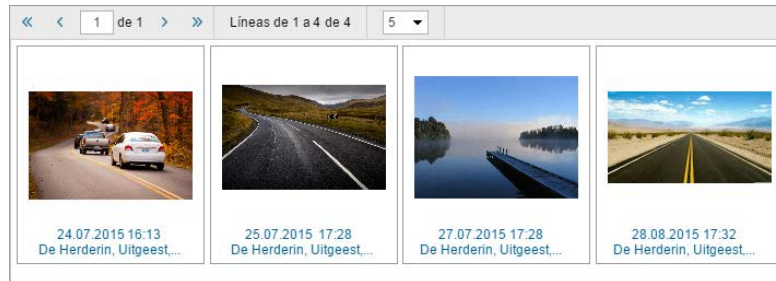 « < 1 de 1 > » Líneas de 1 a 4 de 4 5
24.07.2015 16:13
De Herderin, Uitgeest,...
25.07.2015 17:28
De Herderin, Uitgeest,...
27.07.2015 17:28
De Herderin, Uitgeest,...
28.08.2015 17:32
De Herderin, Uitgeest,...